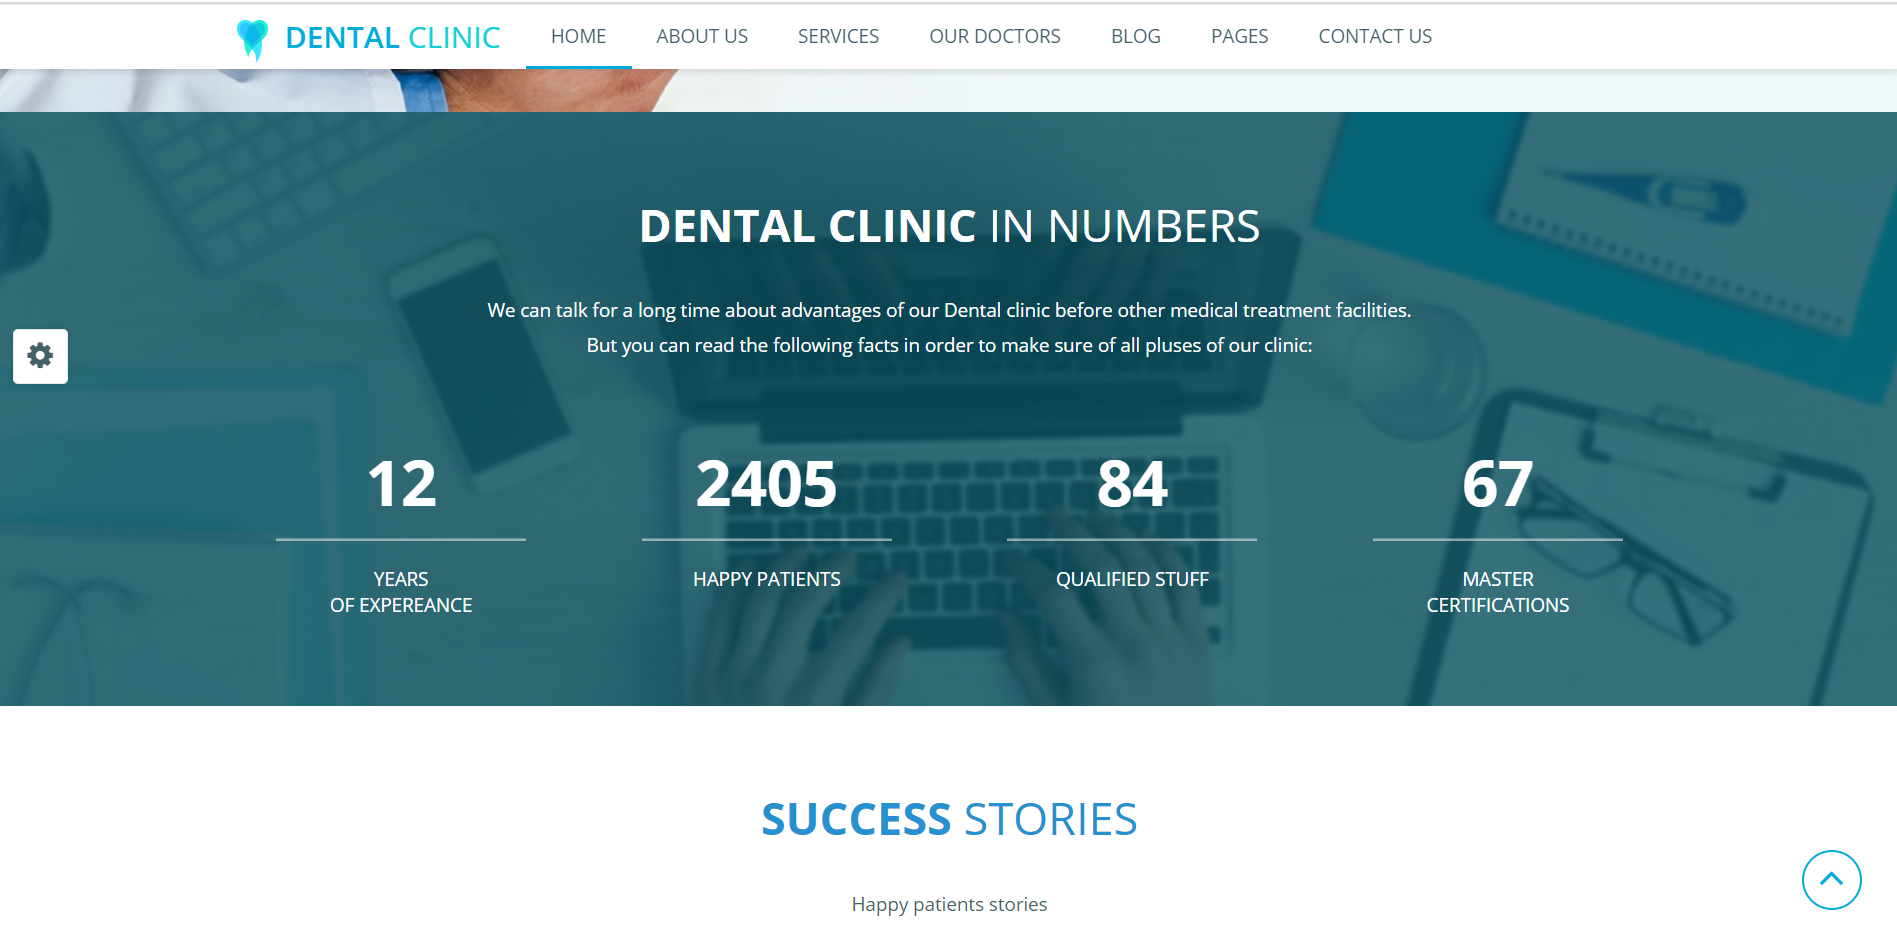 DENTAL CLINIC
HOME
ABOUT US
SERVICES
OUR DOCTORS
BLOG
PAGES
CONTACT US
DENTAL CLINIC IN NUMBERS
We can talk for a long time about advantages of our Dental clinic before other medical treatment facilities.
But you can read the following facts in order to make sure of all pluses of our clinic:
12
YEARS
OF EXPEREANCE
2405
HAPPY PATIENTS
84
QUALIFIED STUFF
67
MASTER
CERTIFICATIONS
SUCCESS STORIES
Happy patients stories